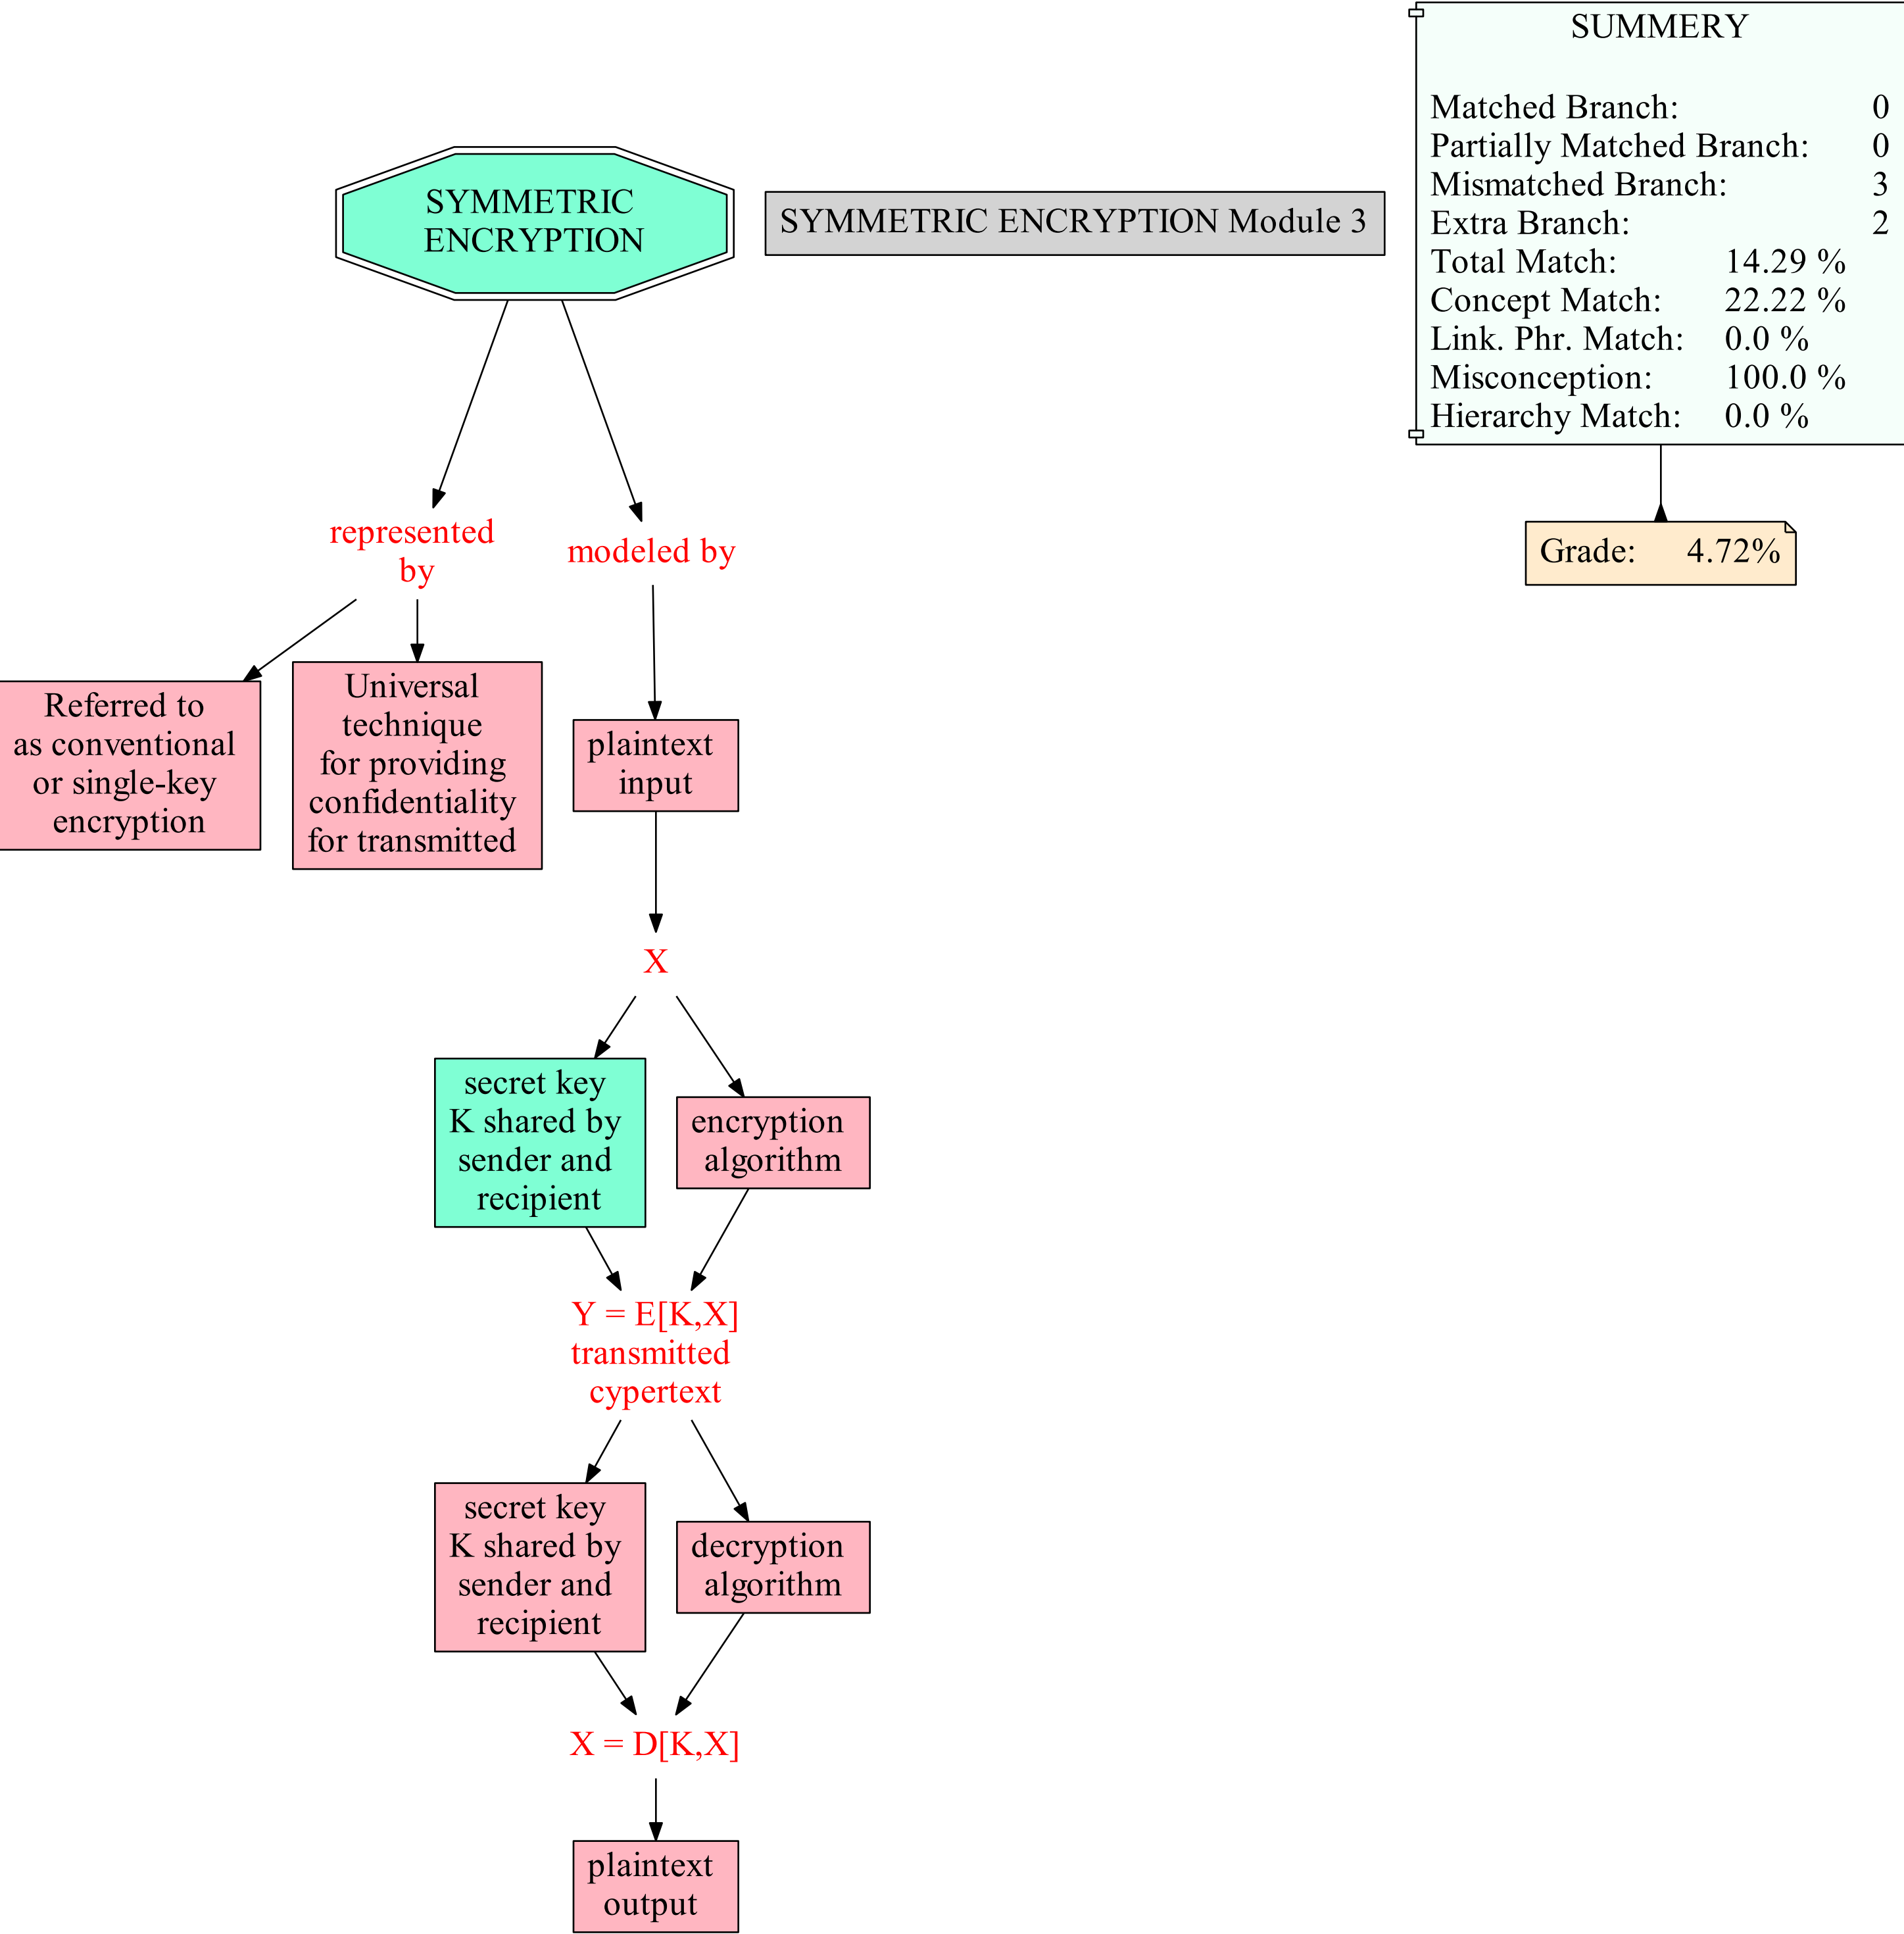 SYMMETRIC
ENCRYPTION
SYMMETRIC ENCRYPTION Module 3
SUMMERY
Matched Branch: 0
Partially Matched Branch: 0
Mismatched Branch: 3
Extra Branch: 2
Total Match: 14.29 %
Concept Match: 22.22 %
Link. Phr. Match: 0.0 %
Misconception: 100.0 %
Hierarchy Match: 0.0 %
Grade: 4.72%
represented
by
modeled by
Referred to
as conventional
or single-key
encryption
Universal
technique
for providing
confidentiality
for transmitted
plaintext
input
X
secret key
K shared by
sender and
recipient
encryption
algorithm
Y = E[K,X]
transmitted
cypertext
secret key
K shared by
sender and
recipient
decryption
algorithm
X = D[K,X]
plaintext
output